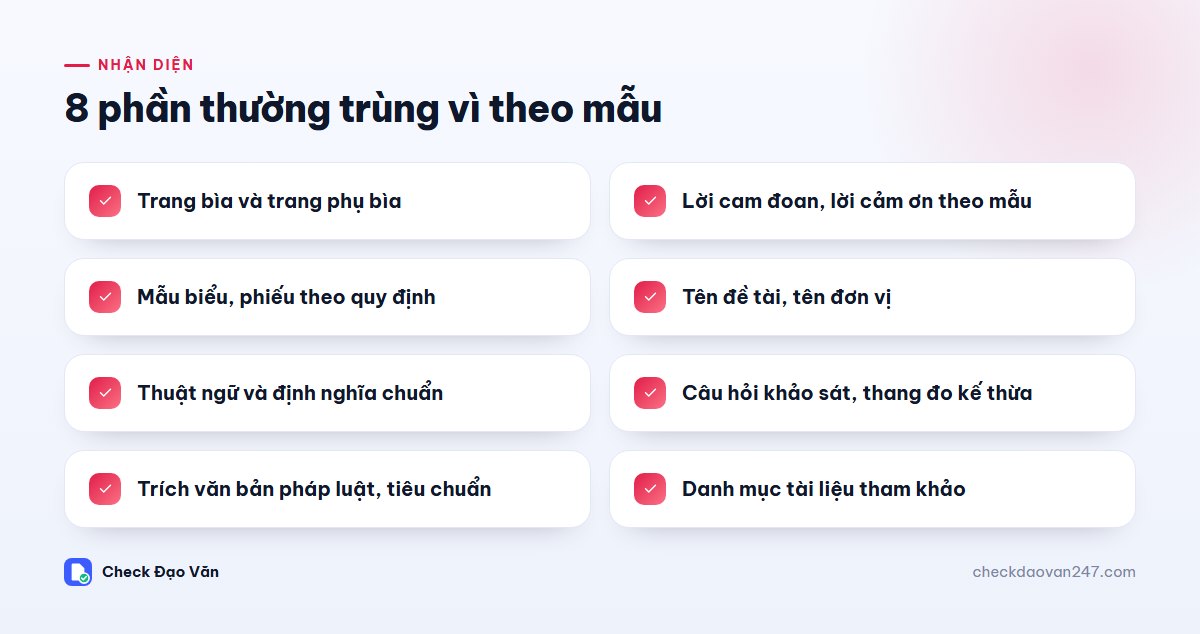 NHẬN DIỆN
8 phần thường trùng vì theo mẫu
Trang bìa và trang phụ bìa
Lời cam đoan, lời cảm ơn theo mẫu
Mẫu biểu, phiếu theo quy định
Tên đề tài, tên đơn vị
Thuật ngữ và định nghĩa chuẩn
Câu hỏi khảo sát, thang đo kế thừa
Trích văn bản pháp luật, tiêu chuẩn
Danh mục tài liệu tham khảo
Check Đạo Văn
checkdaovan247.com